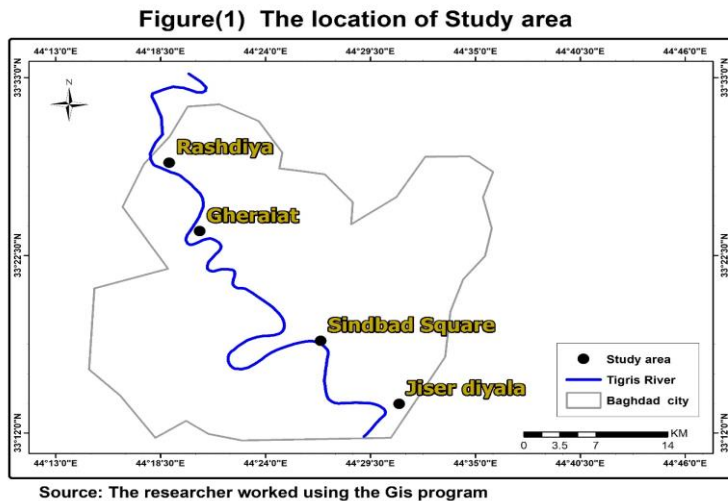 Figure(1) The location of Study area
44°13'0"E 44°18'30"E 44°24'0"E 44°29'30"E 44°35'0"E 44°40'30"E 44°46'0"E
33°33'0"N 33°33'0"N
N
Rashdiya
Gheraiat
33°22'30"N 33°22'30"N
Sindbad Square
Study area
Tigris River
Baghdad city
Jiser diyala
33°12'0"N 33°12'0"N
KM
0 3.5 7 14
44°13'0"E 44°18'30"E 44°24'0"E 44°29'30"E 44°35'0"E 44°40'30"E 44°46'0"E
Source: The researcher worked using the Gis program